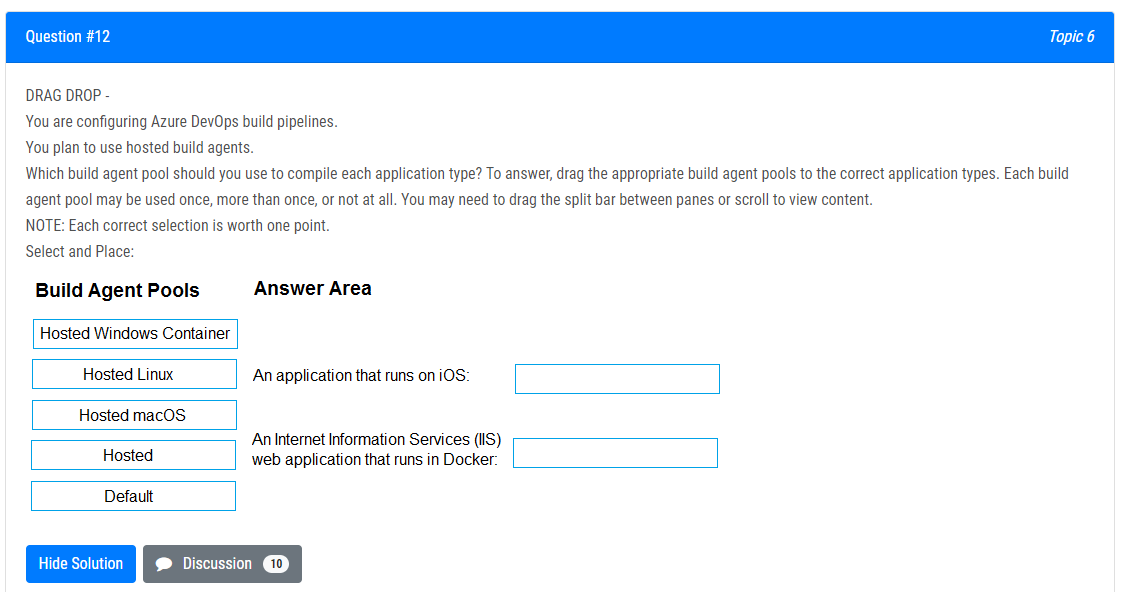 Question #12
Topic 6
DRAG DROP -
You are configuring Azure DevOps build pipelines.
You plan to use hosted build agents.
Which build agent pool should you use to compile each application type? To answer, drag the appropriate build agent pools to the correct application types. Each build
agent pool may be used once, more than once, or not at all. You may need to drag the split bar between panes or scroll to view content.
NOTE: Each correct selection is worth one point.
Select and Place:
Build Agent Pools
Answer Area
Hosted Windows Container
Hosted Linux
An application that runs on iOS:
Hosted macOS
An Internet Information Services (IIS)
web application that runs in Docker:
Hosted
Default
Hide Solution
Discussion 10